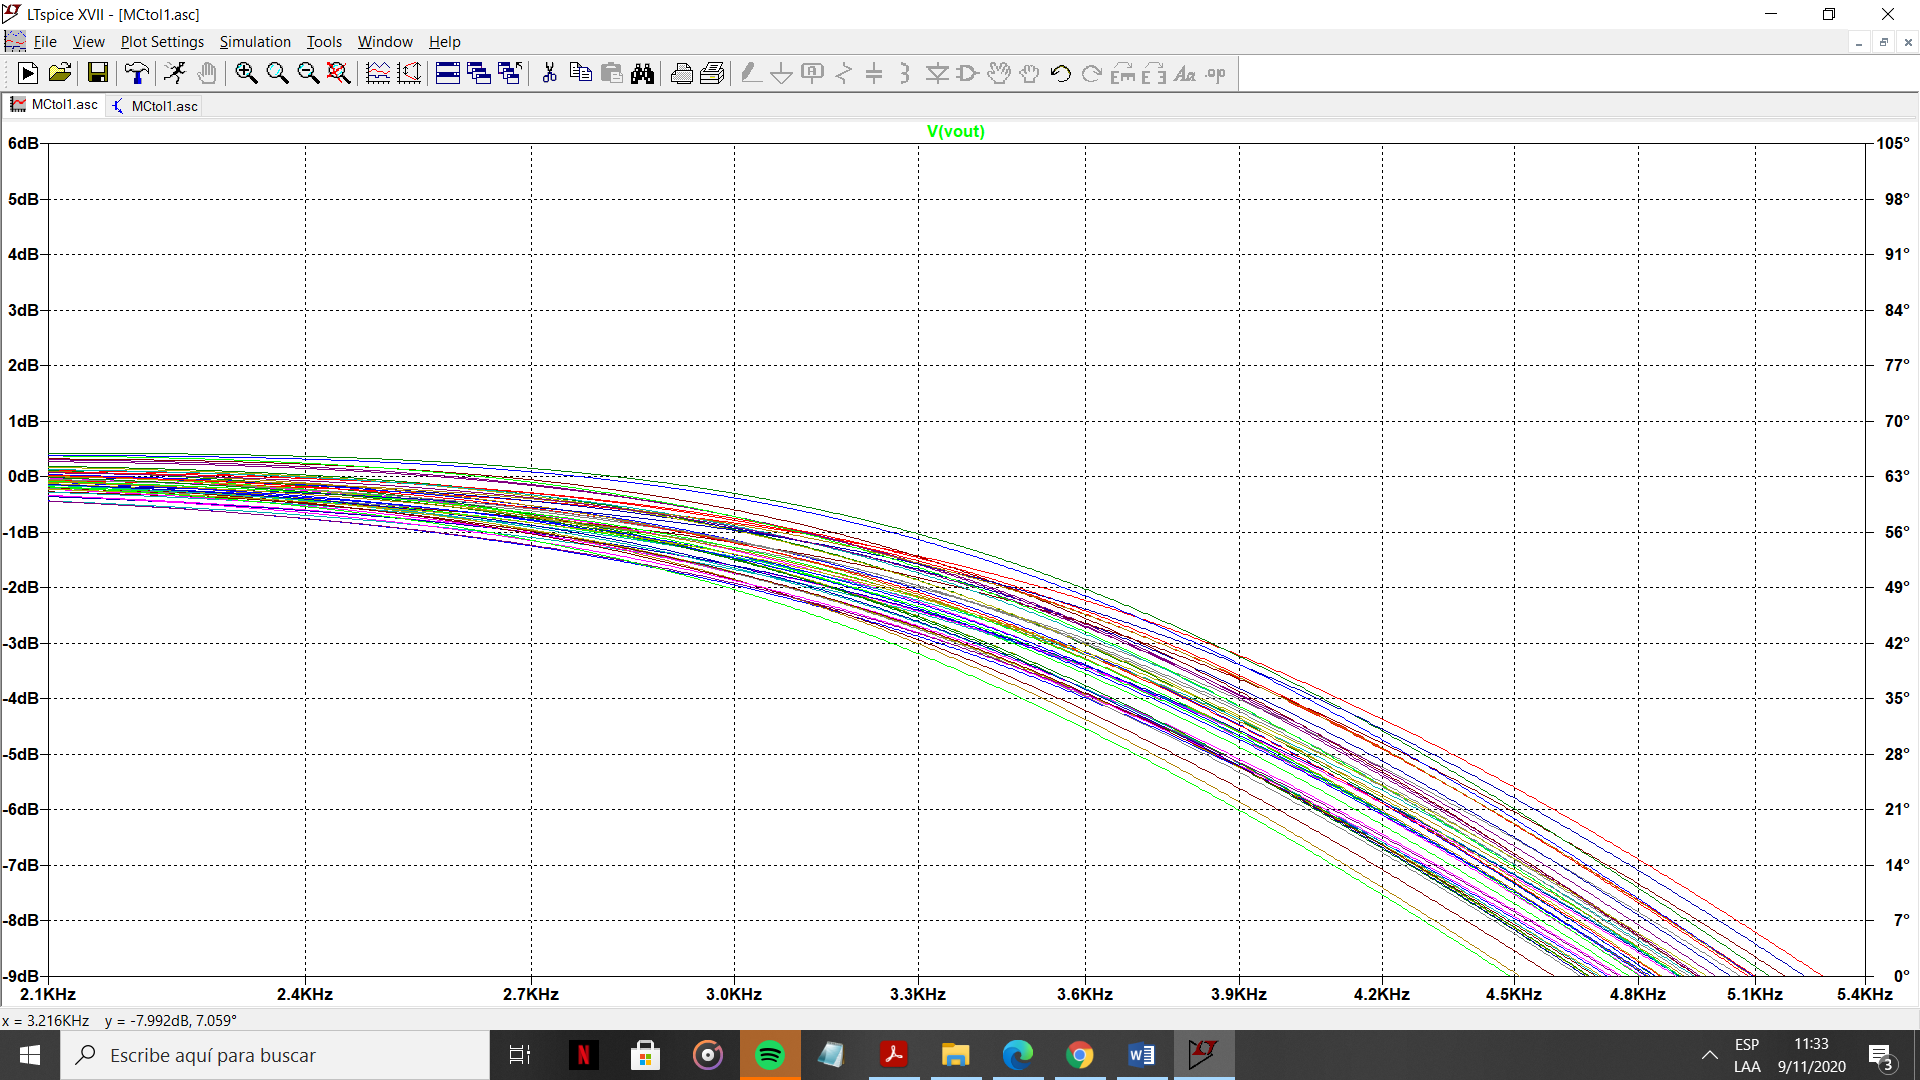 LTspice XVII - [MCtol1.asc]
File View Plot Settings Simulation Tools Window Help
MCtol1.asc MCtol1.asc
V(vout)
6dB 105°
5dB 98°
4dB 91°
3dB 84°
2dB 77°
1dB 70°
0dB 63°
-1dB 56°
-2dB 49°
-3dB 42°
-4dB 35°
-5dB 28°
-6dB 21°
-7dB 14°
-8dB 7°
-9dB 0°
2.1KHz 2.4KHz 2.7KHz 3.0KHz 3.3KHz 3.6KHz 3.9KHz 4.2KHz 4.5KHz 4.8KHz 5.1KHz 5.4KHz
x = 3.216KHz y = -7.992dB, 7.059°
Escribe aquí para buscar
ESP 11:33
LAA 9/11/2020 3